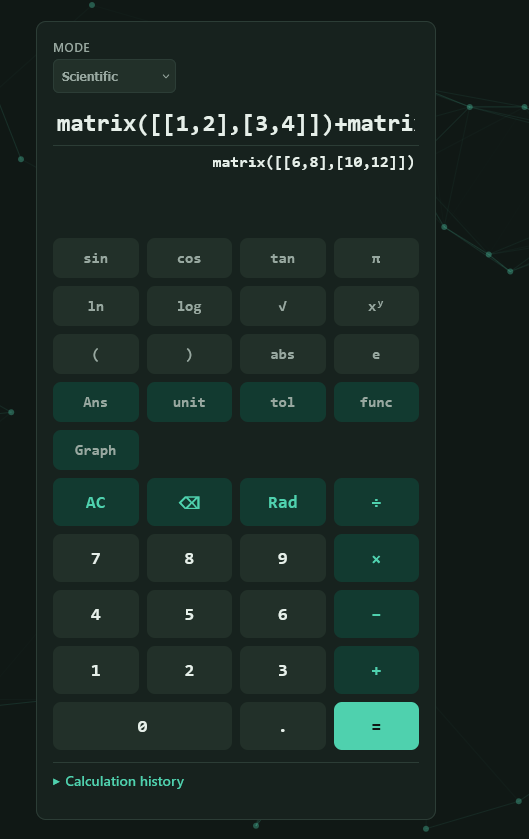 MODE
Scientific
matrix([[1,2],[3,4]])+matri
matrix([[6,8],[10,12]])
sin cos tan π
ln log √ xʸ
( ) abs e
Ans unit tol func
Graph
AC ⌫ Rad ÷
7 8 9 ×
4 5 6 −
1 2 3 +
0 . =
▸ Calculation history